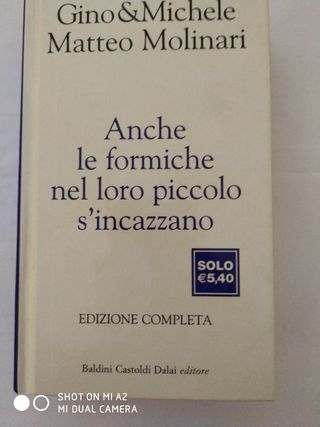 Gino&Michele
Matteo Molinari
Anche
le formiche
nel loro piccolo
s'incazzano
SOLO
€5,40
EDIZIONE COMPLETA
Baldini Castoldi Dalai editore
SHOT ON MI A2
MI DUAL CAMERA